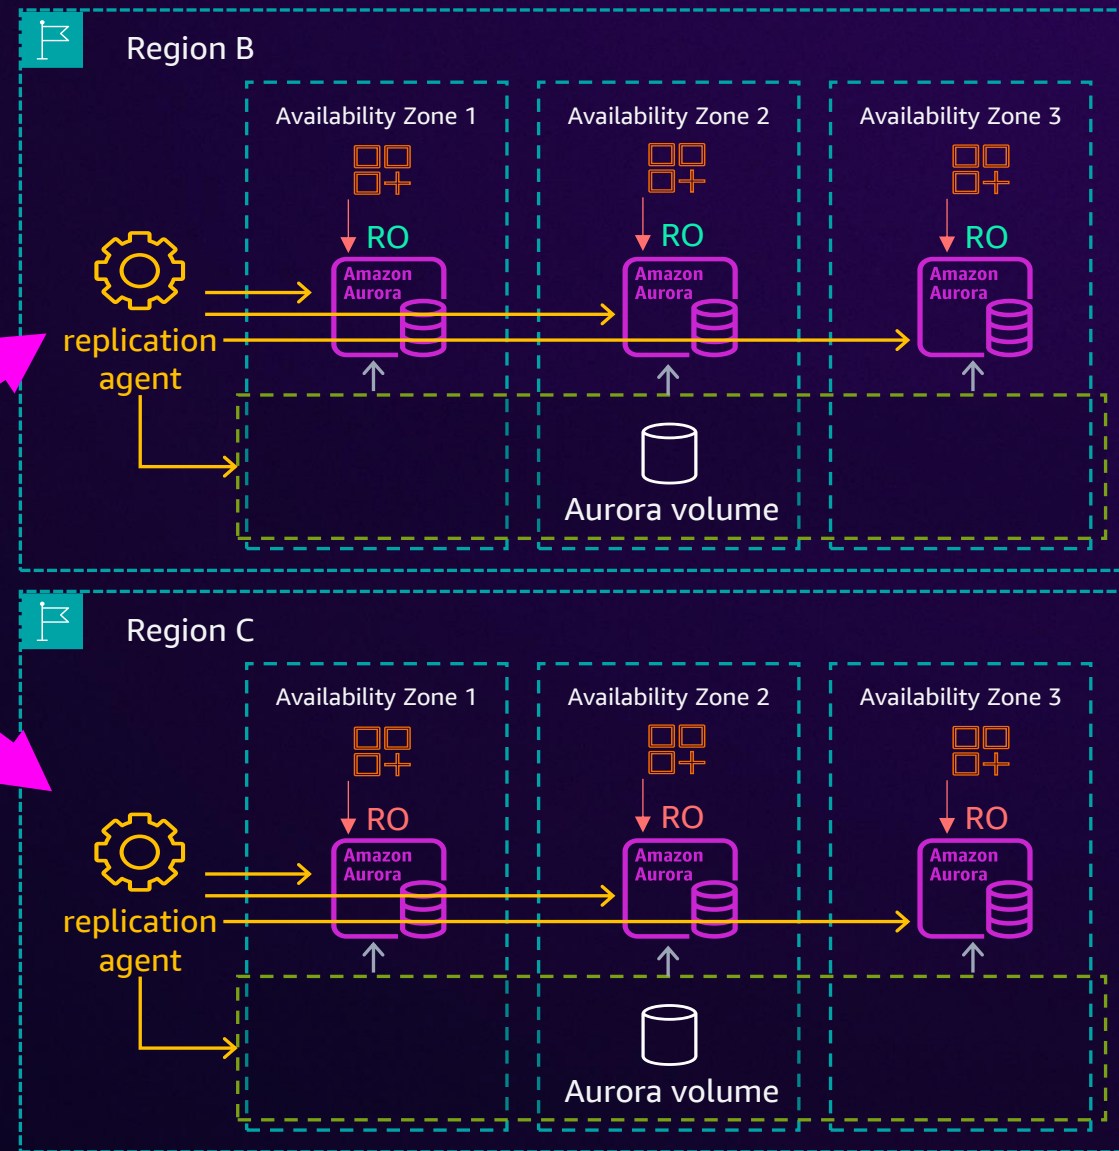 Region B
Availability Zone 1
Availability Zone 2
Availability Zone 3
RO
RO
RO
Amazon
Aurora
Amazon
Aurora
Amazon
Aurora
replication
agent
Aurora volume
Region C
Availability Zone 1
Availability Zone 2
Availability Zone 3
RO
RO
RO
Amazon
Aurora
Amazon
Aurora
Amazon
Aurora
replication
agent
Aurora volume